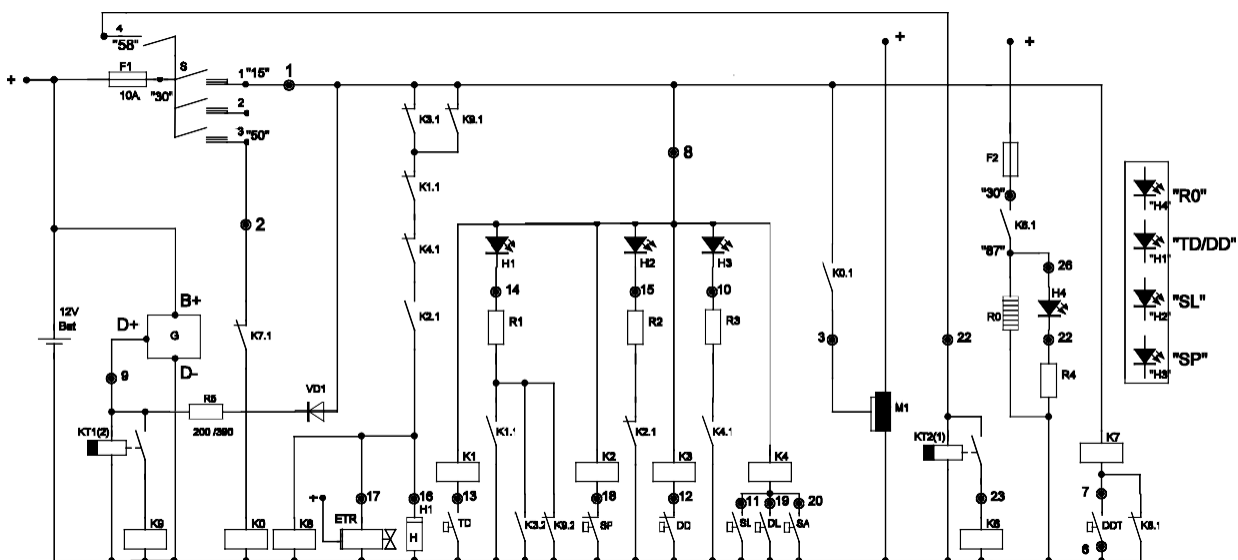 4
"58"
+
F1
10A
"30"
S
1 "15"
1
2
3 "50"
2
K3.1
K9.1
8
+
+
F2
"30"
K6.1
"87"
26
H4
R0
22
R4
"R0"
"H4"
"TD/DD"
"H1"
"SL"
"H2"
"SP"
"H3"
K1.1
K4.1
K2.1
H1
14
R1
H2
15
R2
H3
10
R3
K0.1
3
M1
22
12V
Bat
B+
D+
G
D-
9
K7.1
R5
200 /390
VD1
KT1(2)
K1.1
K2.1
K4.1
KT2(1)
K1
K2
K3
K4
K7
+
17
16
H1
13
TD
18
SP
12
DD
11
19
20
SL
DL
SA
23
7
DDT
6
K8.1
K9
K0
K8
ETR
H
K3.2
K9.2
K6